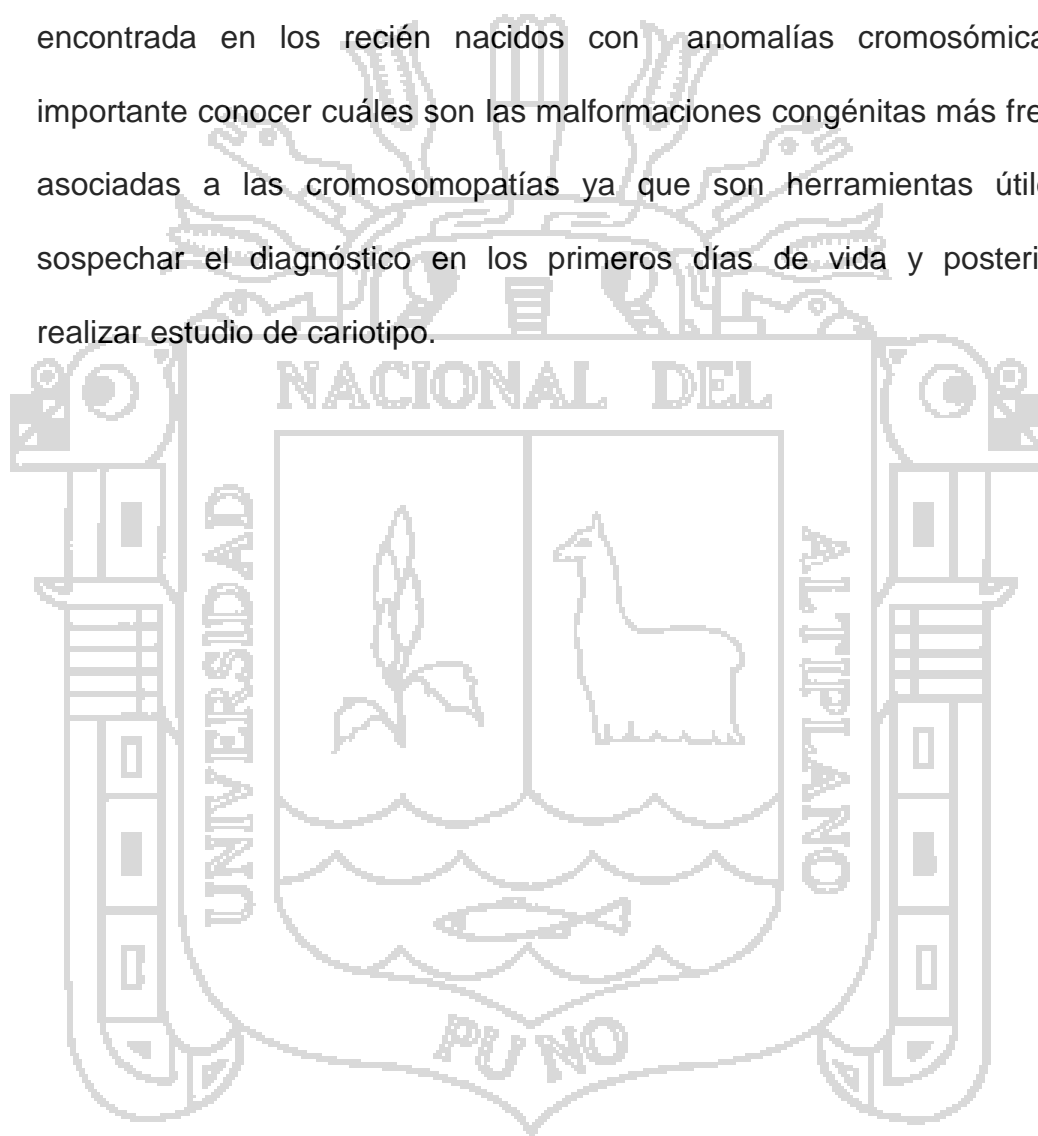 encontrada en los recién nacidos con anomalías cromosómica
importante conocer cuáles son las malformaciones congénitas más fre
asociadas a las cromosomopatías ya que son herramientas útil
sospechar el diagnóstico en los primeros días de vida y posteri
realizar estudio de cariotipo.
NACIONAL DEL
UNIVERSIDAD
ALTIPLANO
PUNO